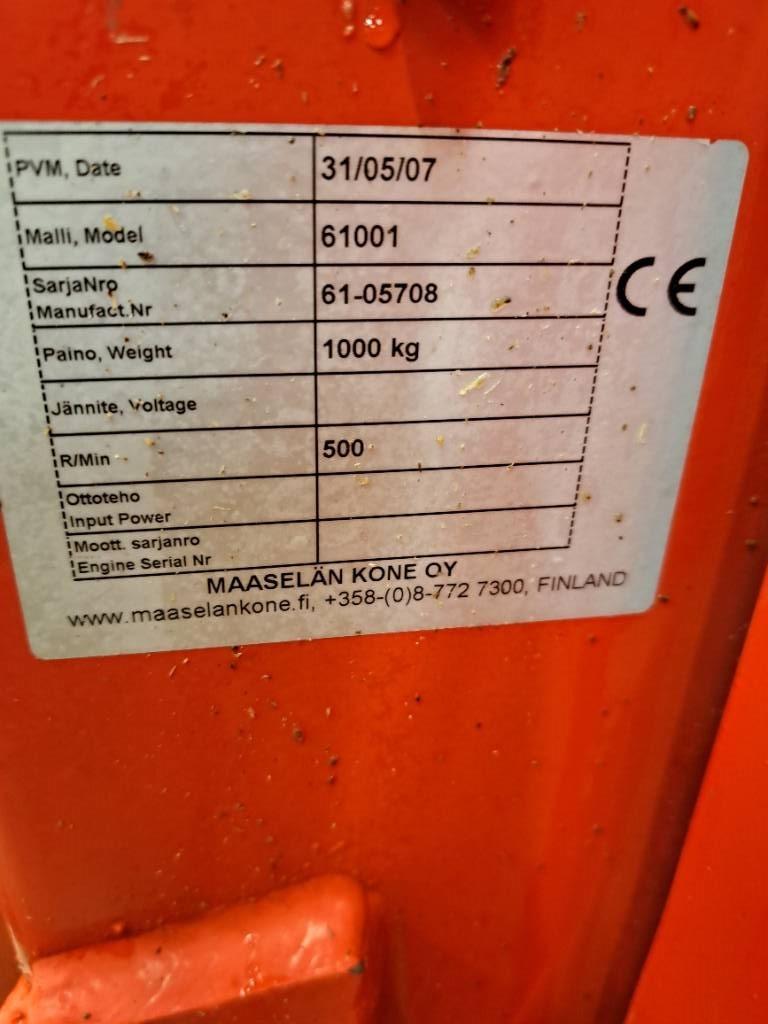 PVM, Date 31/05/07
Malli, Model 61001
SarjaNro
Manufact.Nr 61-05708
Paino, Weight 1000 kg
Jännite, Voltage
R/Min 500
Ottoteho
Input Power
Moott. sarjanro
Engine Serial Nr
CE
MAASELÄN KONE OY
www.maaselankone.fi, +358-(0)8-772 7300, FINLAND